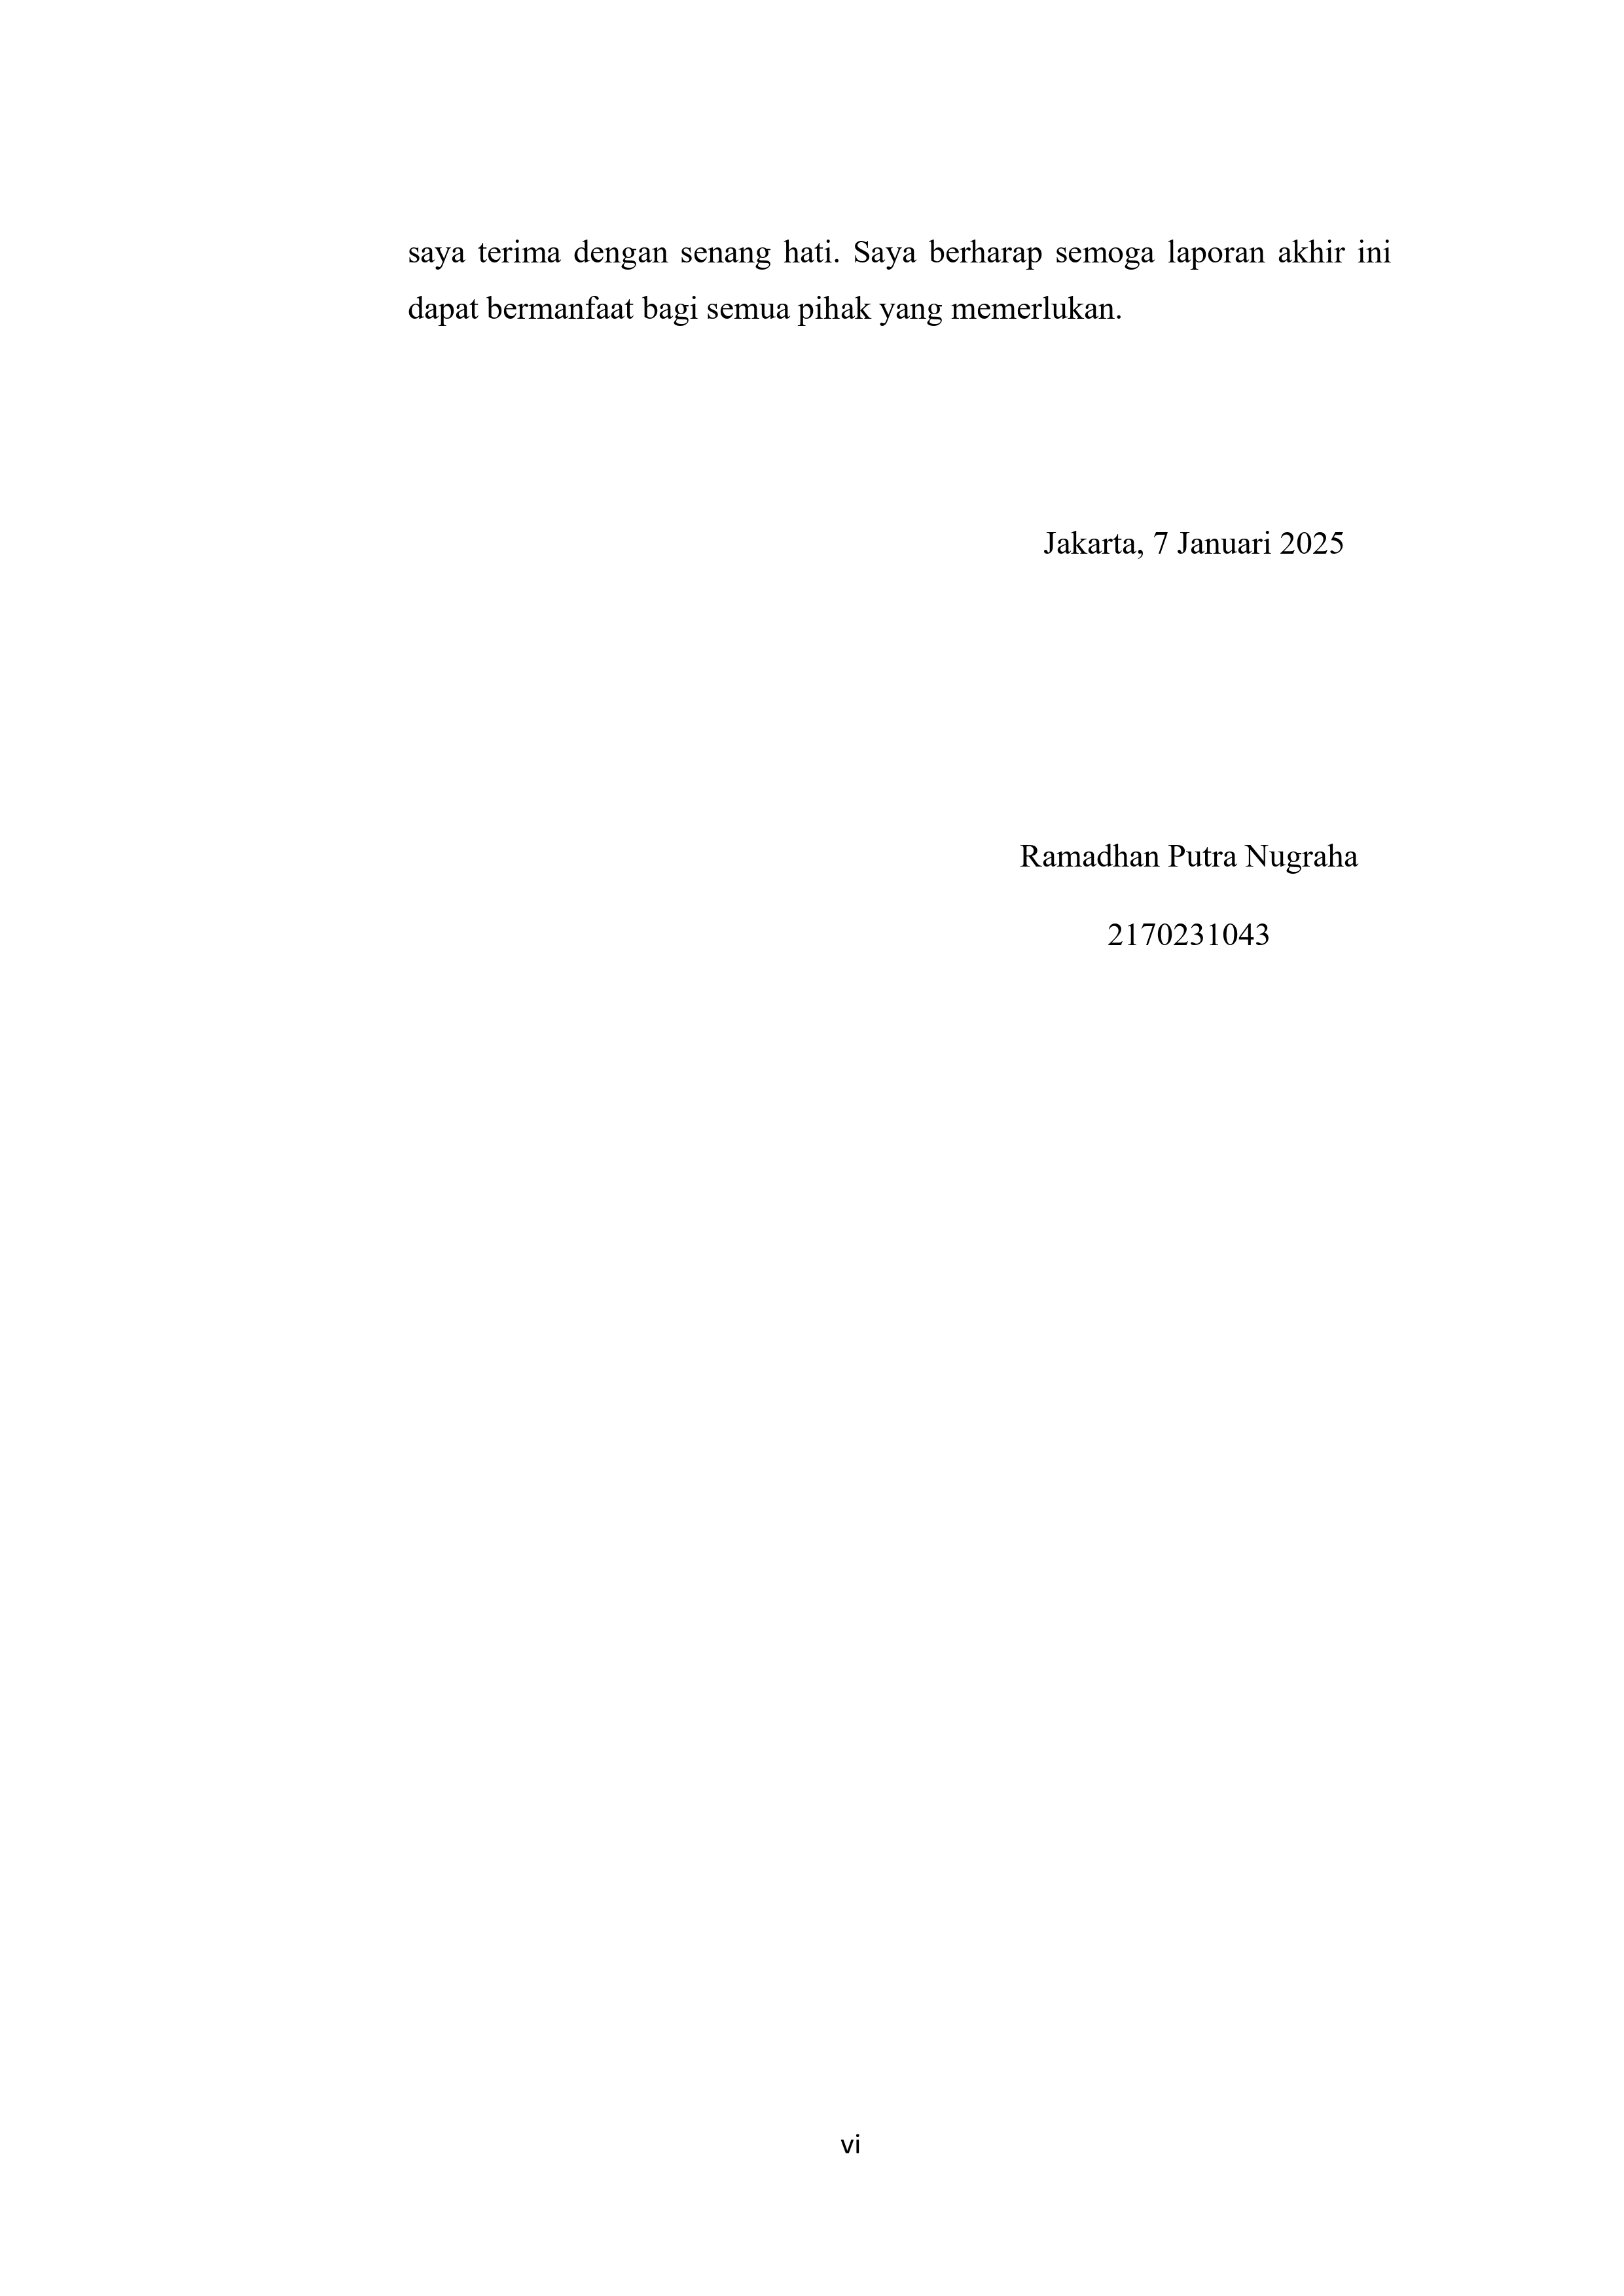 saya terima dengan senang hati. Saya berharap semoga laporan akhir ini
dapat bermanfaat bagi semua pihak yang memerlukan.
Jakarta, 7 Januari 2025
Ramadhan Putra Nugraha
2170231043
vi